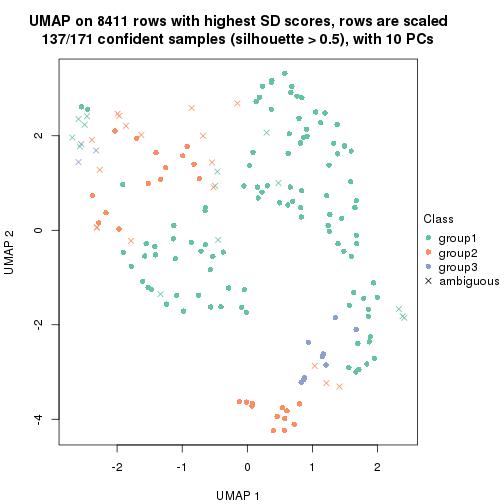 UMAP on 8411 rows with highest SD scores, rows are scaled
137/171 confident samples (silhouette > 0.5), with 10 PCs
2
0
-2
-4
UMAP 2
-2
-1
0
1
2
UMAP 1
Class
group1
group2
group3
ambiguous